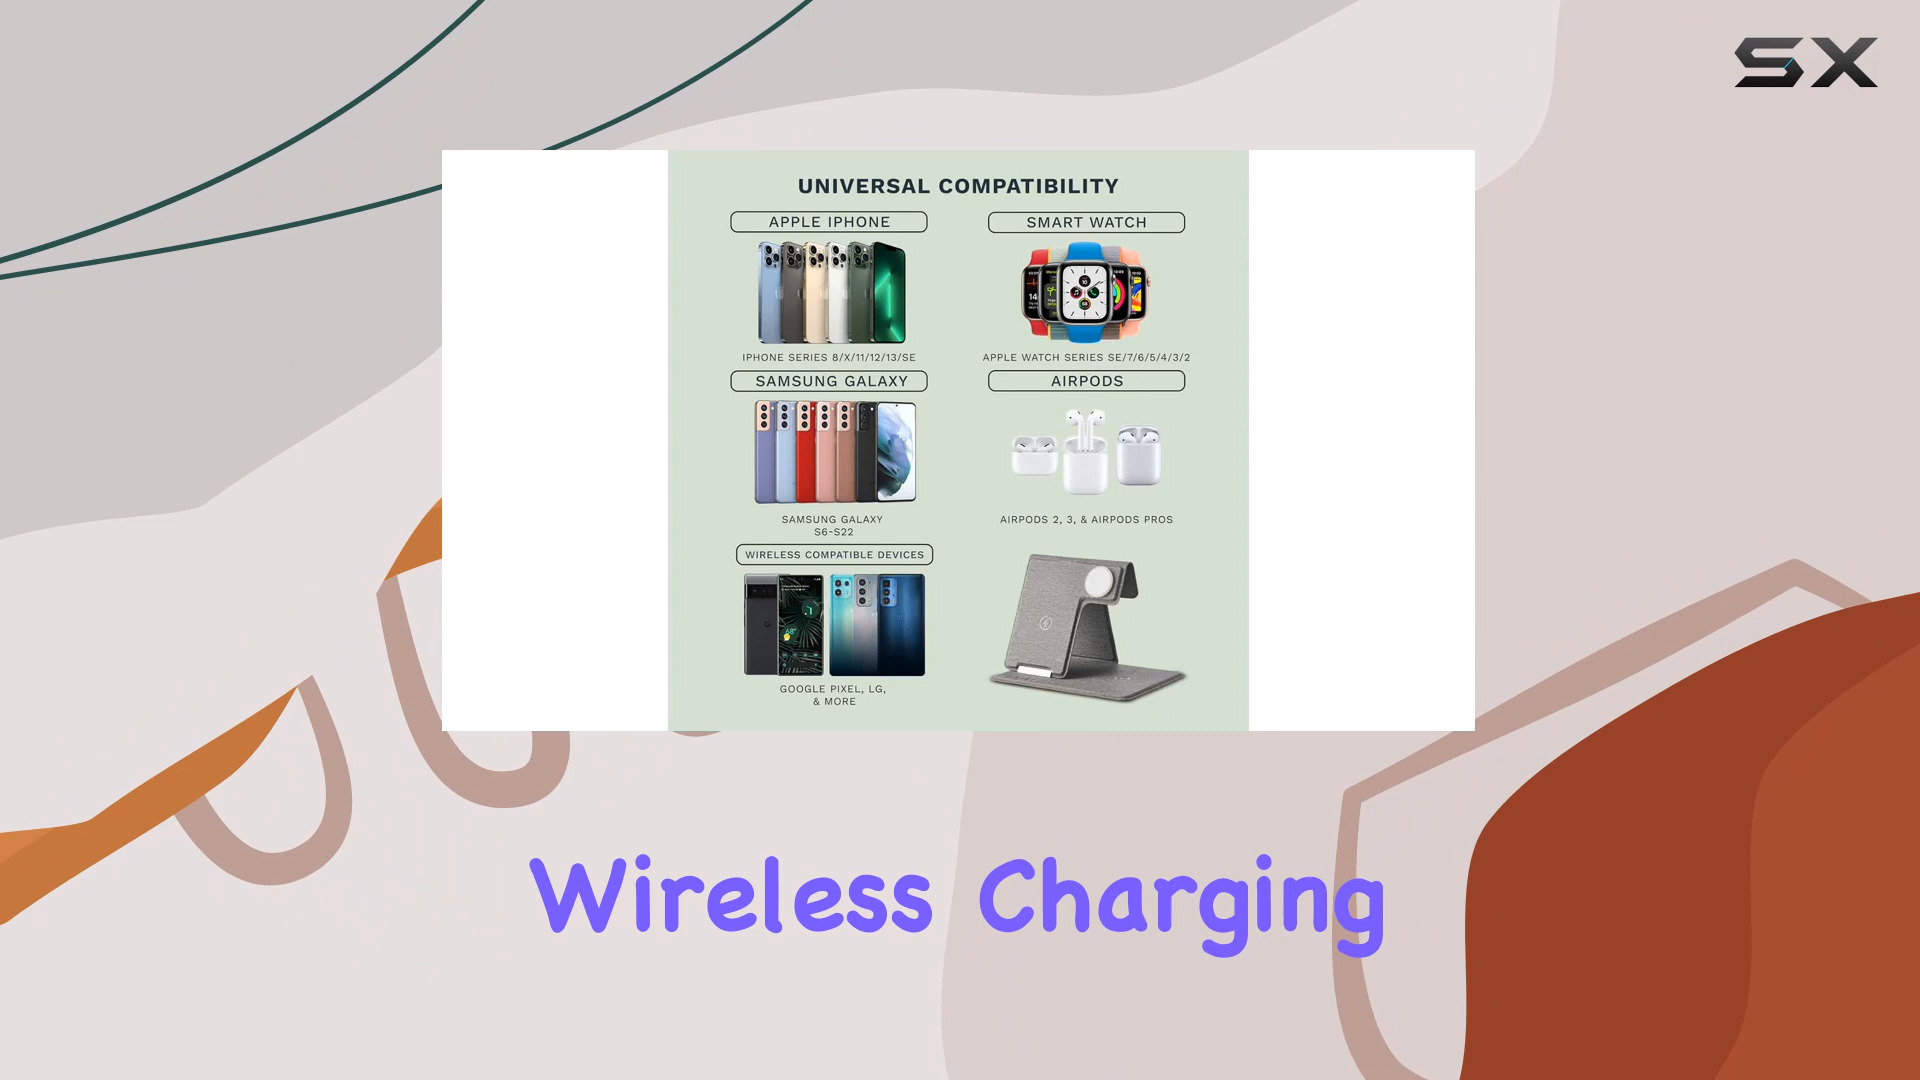 SX
UNIVERSAL COMPATIBILITY
APPLE IPHONE
SMART WATCH
IPHONE SERIES 8/X/11/12/13/SE
APPLE WATCH SERIES SE/7/6/5/4/3/2
SAMSUNG GALAXY
AIRPODS
SAMSUNG GALAXY
S6-S22
AIRPODS 2, 3, & AIRPODS PROS
WIRELESS COMPATIBLE DEVICES
GOOGLE PIXEL, LG,
& MORE
Wireless Charging